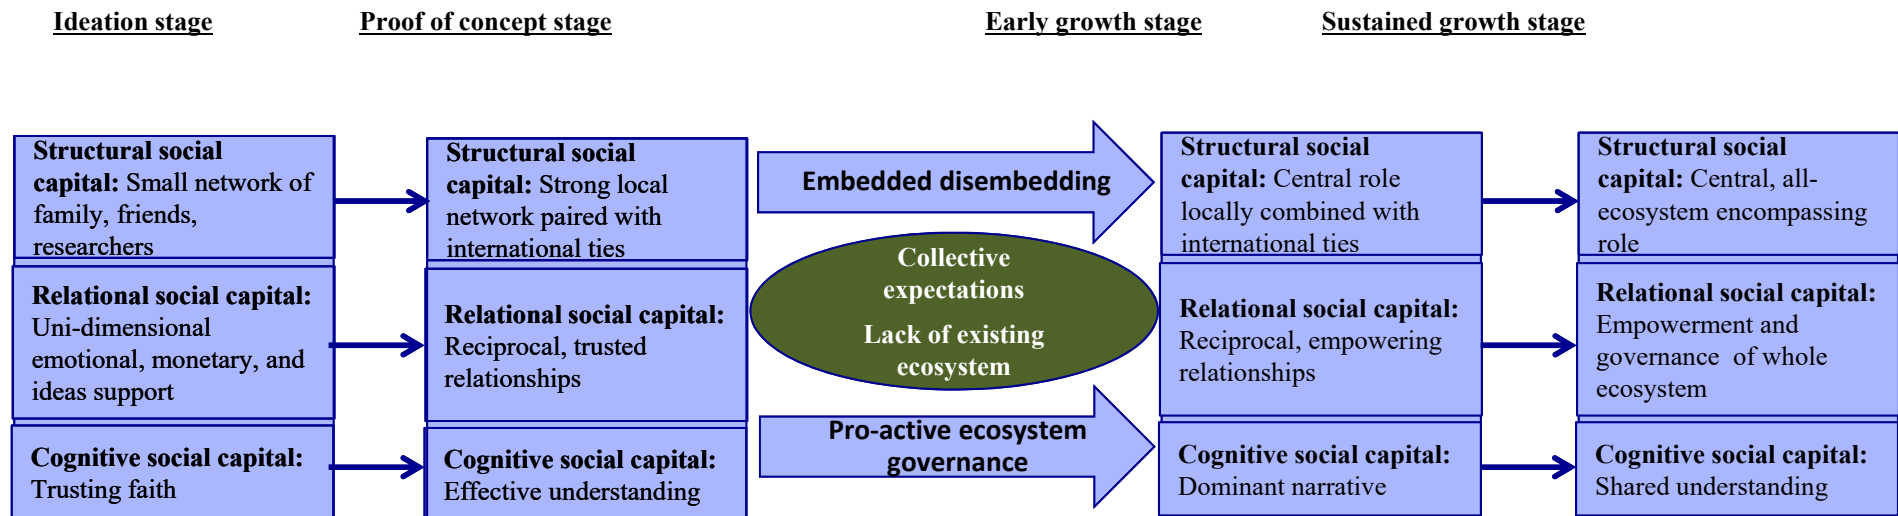 Ideation stage
Proof of concept stage
Early growth stage
Sustained growth stage
Structural social
capital: Small network of
family, friends,
researchers
Relational social capital:
Uni-dimensional
emotional, monetary, and
ideas support
Cognitive social capital:
Trusting faith
Structural social
capital: Strong local
network paired with
international ties
Relational social capital:
Reciprocal, trusted
relationships
Cognitive social capital:
Effective understanding
Embedded disembedding
Collective
expectations
Lack of existing
ecosystem
Pro-active ecosystem
governance
Structural social
capital: Central role
locally combined with
international ties
Relational social capital:
Reciprocal, empowering
relationships
Cognitive social capital:
Dominant narrative
Structural social
capital: Central, all-
ecosystem encompassing
role
Relational social capital:
Empowerment and
governance of whole
ecosystem
Cognitive social capital:
Shared understanding